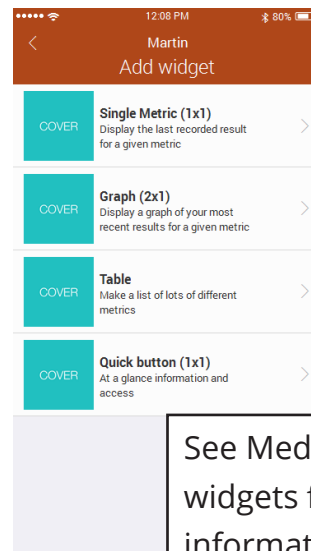 12:08 PM 80%
Martin
Add widget
COVER
Single Metric (1x1)
Display the last recorded result
for a given metric
COVER
Graph (2x1)
Display a graph of your most
recent results for a given metric
COVER
Table
Make a list of lots of different
metrics
COVER
Quick button (1x1)
At a glance information and
access
See Med
widgets